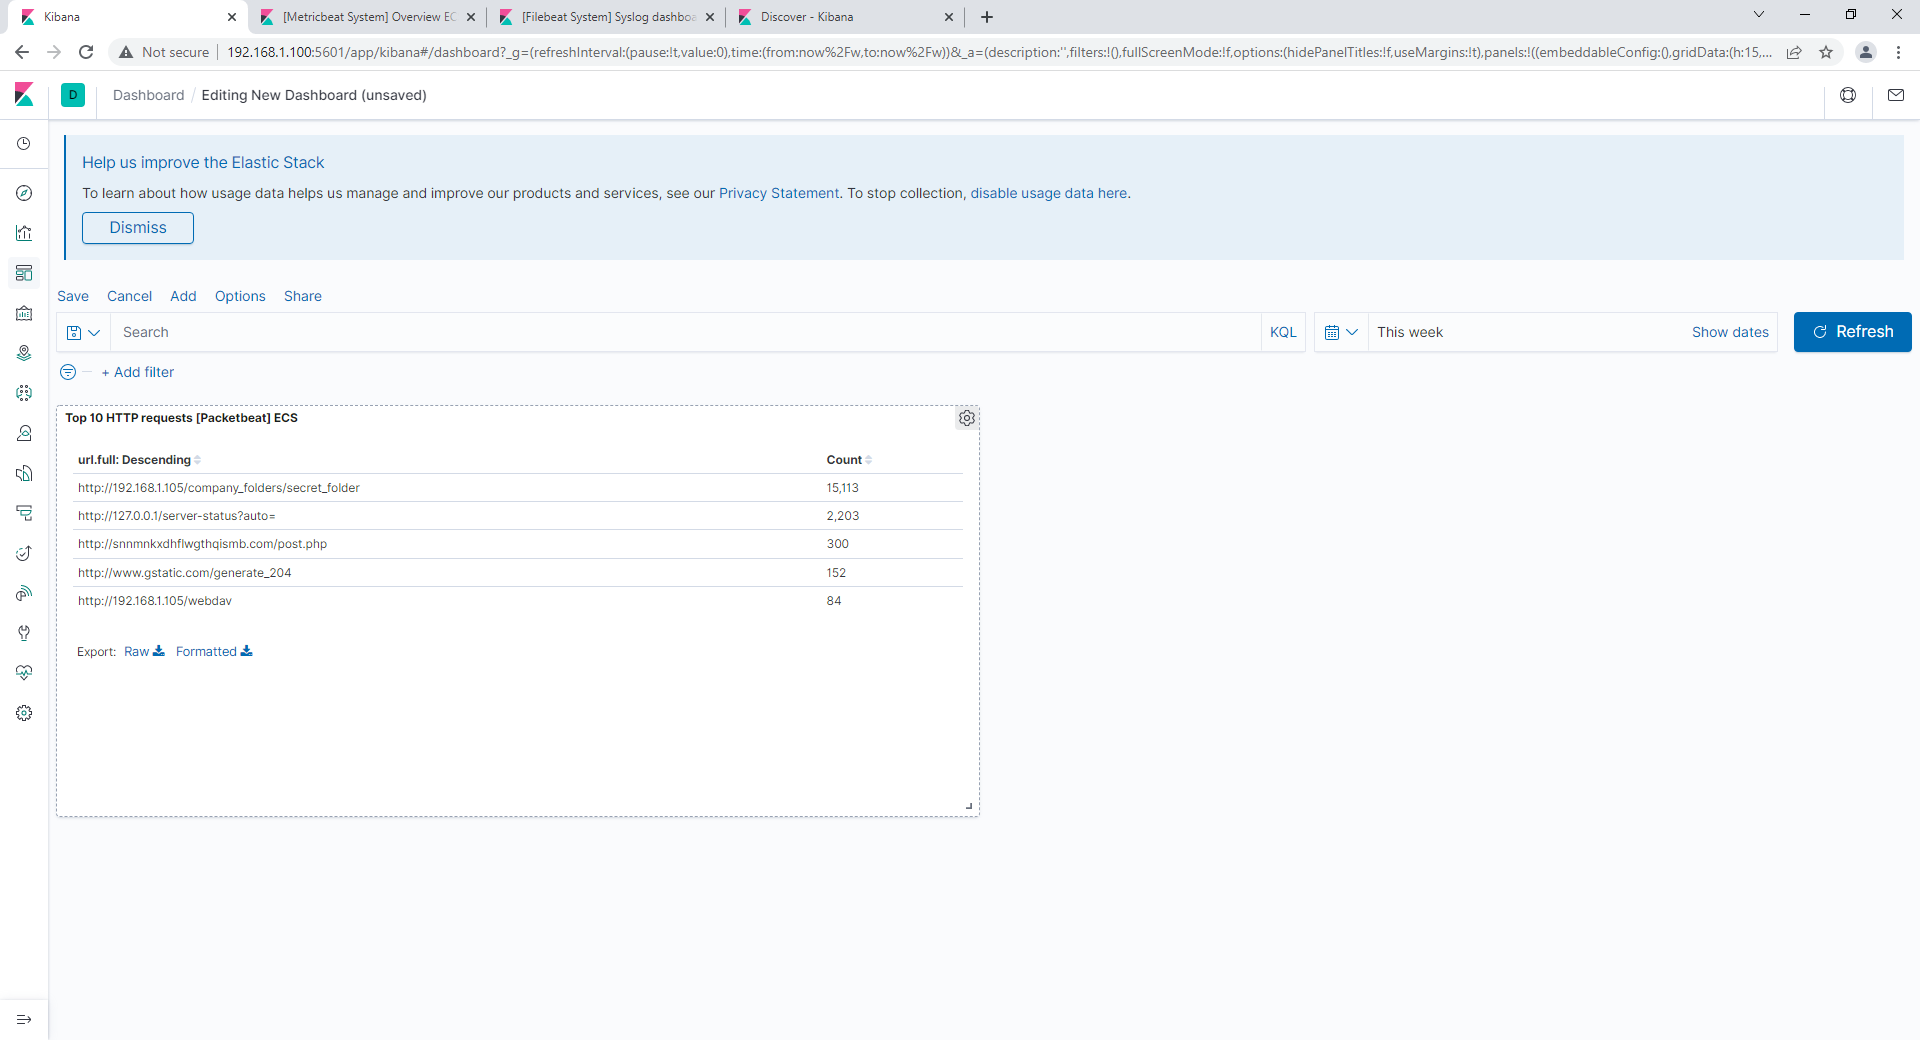 Kibana
[Metricbeat System] Overview EC
[Filebeat System] Syslog dashboa
Discover - Kibana
Not secure
192.168.1.100:5601/app/kibana#/dashboard?_g=(refreshInterval:(pause:!t,value:0),time:(from:now%2Fw,to:now%2Fw))&_a=(description:'',filters:!(),fullScreenMode:!f,options:(hidePanelTitles:!f,useMargins:!t),panels:!((embeddableConfig:(),gridData:(h:15,...
D
Dashboard / Editing New Dashboard (unsaved)
Help us improve the Elastic Stack
To learn about how usage data helps us manage and improve our products and services, see our Privacy Statement. To stop collection, disable usage data here.
Dismiss
Save Cancel Add Options Share
Search KQL This week Show dates Refresh
+ Add filter
Top 10 HTTP requests [Packetbeat] ECS
url.full: Descending Count
http://192.168.1.105/company_folders/secret_folder 15,113
http://127.0.0.1/server-status?auto= 2,203
http://snnmnkxdhflwgthqismb.com/post.php 300
http://www.gstatic.com/generate_204 152
http://192.168.1.105/webdav 84
Export: Raw Formatted